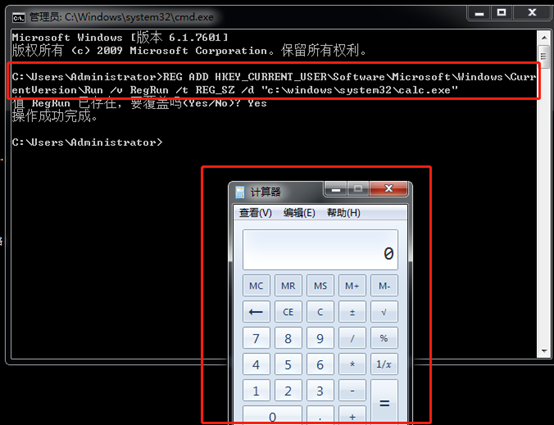 管理员: C:\Windows\system32\cmd.exe
Microsoft Windows [版本 6.1.7601]
版权所有 (c) 2009 Microsoft Corporation。保留所有权利。
C:\Users\Administrator>REG ADD HKEY_CURRENT_USER\Software\Microsoft\Windows\Curr
entVersion\Run /v RegRun /t REG_SZ /d "c:\windows\system32\calc.exe"
值 RegRun 已存在，要覆盖吗(Yes/No)? Yes
操作成功完成。
C:\Users\Administrator>
计算器
查看(V) 编辑(E) 帮助(H)
0
MC MR MS M+ M-
← CE C ± √
7 8 9 / %
4 5 6 * 1/x
1 2 3 - =
0 . +